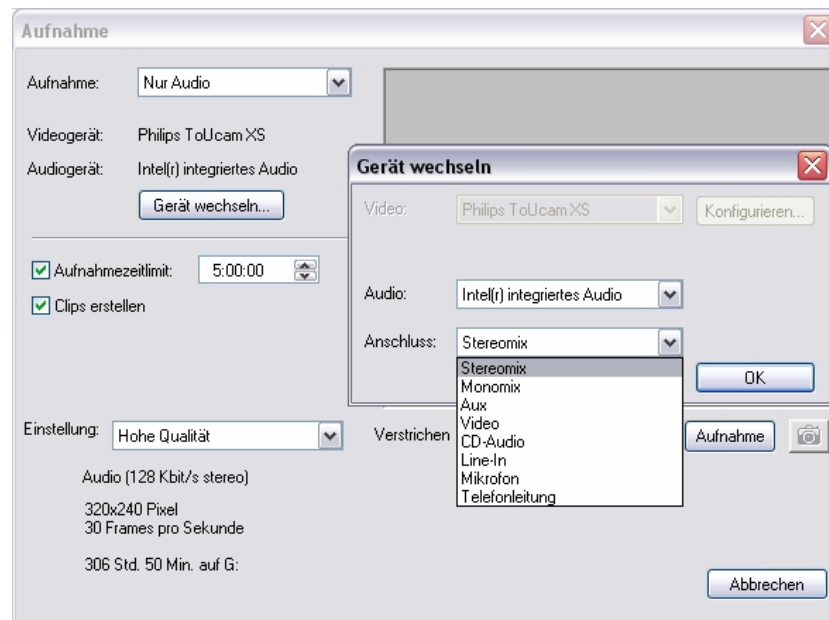 Aufnahme
Aufnahme: Nur Audio
Videogerät: Philips ToUcam XS
Audiogerät: Intel(r) integriertes Audio
Gerät wechseln...
Aufnahmezeitlimit: 5:00:00
Clips erstellen
Gerät wechseln
Video: Philips ToUcam XS Konfigurieren...
Audio: Intel(r) integriertes Audio
Anschluss: Stereomix
Stereomix
Monomix
Aux
Video
CD-Audio
Line-In
Mikrofon
Telefonleitung
OK
Einstellung: Hohe Qualität
Verstrichen
Aufnahme
Audio (128 Kbit/s stereo)
320x240 Pixel
30 Frames pro Sekunde
306 Std. 50 Min. auf G:
Abbrechen